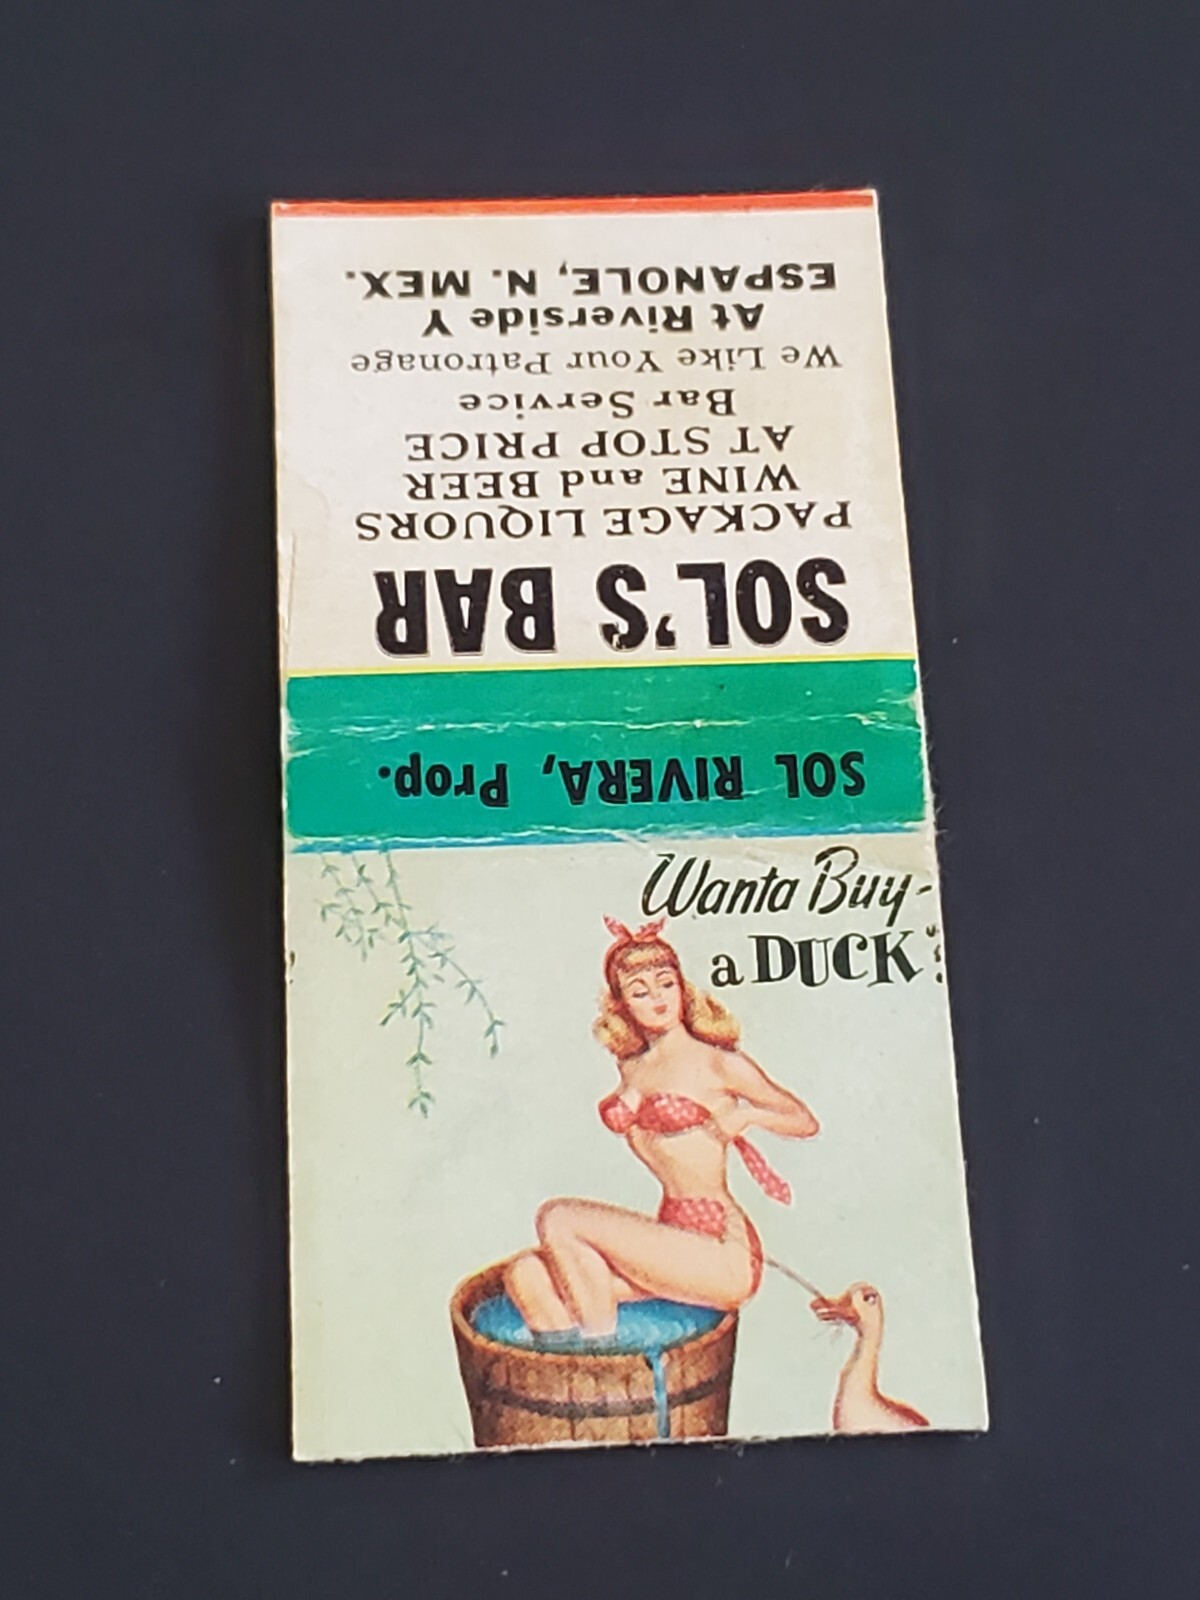 SOL'S BAR
PACKAGE LIQUORS
WINE and BEER
AT STOP PRICE
Bar Service
We Like Your Patronage
At Riverside Y
ESPANOLE, N. MEX.
SOL RIVERA, Prop.
Wanta Buy-
a DUCK"?